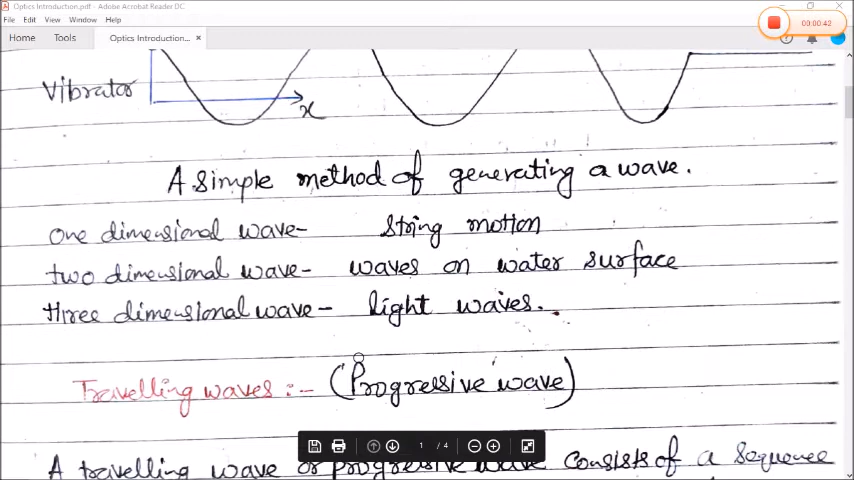 Optics Introduction.pdf - Adobe Acrobat Reader DC
File Edit View Window Help
00:00:42
Home Tools Optics Introduction... ×
Vibrator
x
A simple method of generating a wave.
one dimensional wave- string motion
two dimensional wave- waves on water surface
three dimensional wave- light waves.
Travelling waves :- (Progressive wave)
1 / 4
A travelling wave or progressive wave consists of a sequence